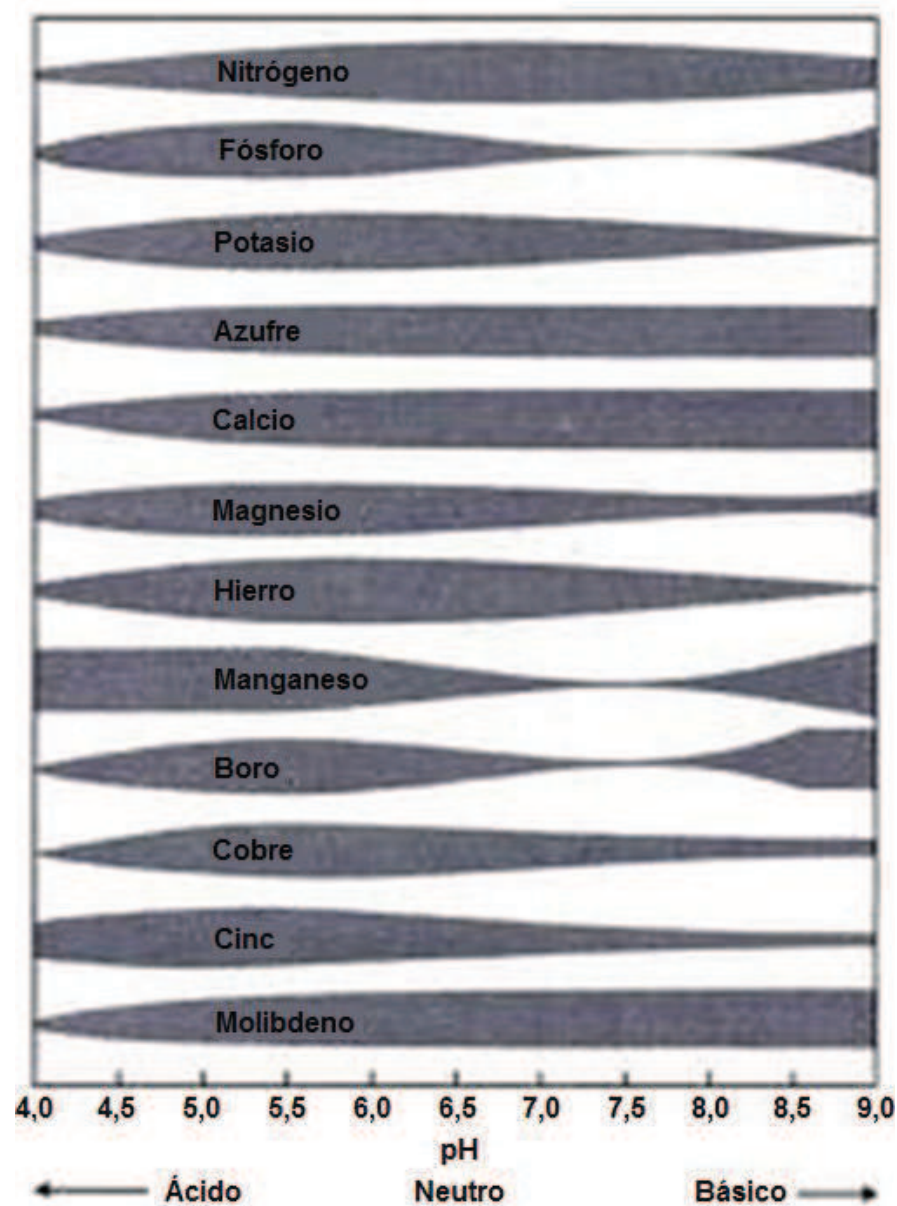 Nitrógeno
Fósforo
Potasio
Azufre
Calcio
Magnesio
Hierro
Manganeso
Boro
Cobre
Cinc
Molibdeno
4,0 4,5 5,0 5,5 6,0 6,5 7,0 7,5 8,0 8,5 9,0
pH
Ácido Neutro Básico